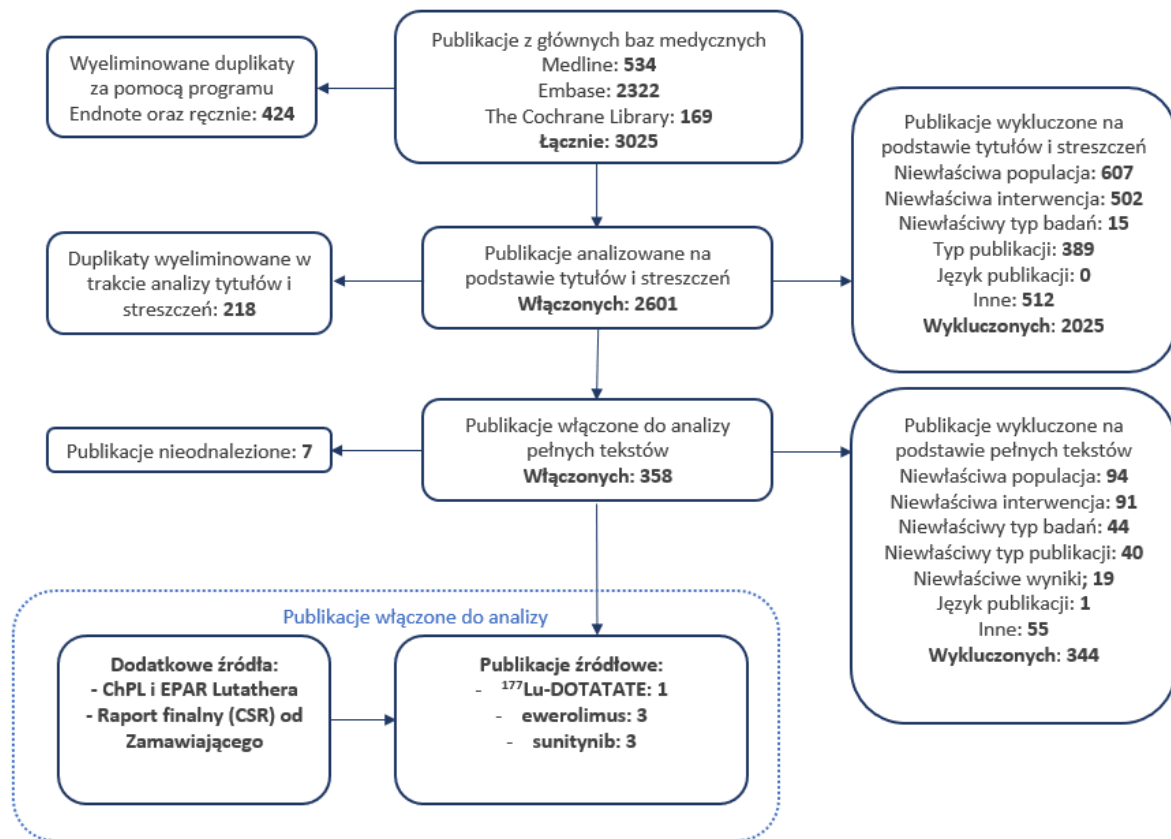 Publikacje z głównych baz medycznych
Medline: 534
Embase: 2322
The Cochrane Library: 169
Łącznie: 3025
Wyeliminowane duplikaty
za pomocą programu
Endnote oraz ręcznie: 424
Publikacje wykluczone na
podstawie tytułów i streszczeń
Niewłaściwa populacja: 607
Niewłaściwa interwencja: 502
Niewłaściwy typ badań: 15
Typ publikacji: 389
Język publikacji: 0
Inne: 512
Wykluczonych: 2025
Publikacje analizowane na
podstawie tytułów i streszczeń
Włączonych: 2601
Duplikaty wyeliminowane w
trakcie analizy tytułów i
streszczeń: 218
Publikacje włączone do analizy
pełnych tekstów
Włączonych: 358
Publikacje nieodnalezione: 7
Publikacje wykluczone na
podstawie pełnych tekstów
Niewłaściwa populacja: 94
Niewłaściwa interwencja: 91
Niewłaściwy typ badań: 44
Niewłaściwy typ publikacji: 40
Niewłaściwe wyniki; 19
Język publikacji: 1
Inne: 55
Wykluczonych: 344
Publikacje włączone do analizy
Dodatkowe źródła:
- ChPL i EPAR Lutathera
- Raport finalny (CSR) od
Zamawiającego
Publikacje źródłowe:
- ¹⁷⁷Lu-DOTATATE: 1
- ewerolimus: 3
- sunitynib: 3